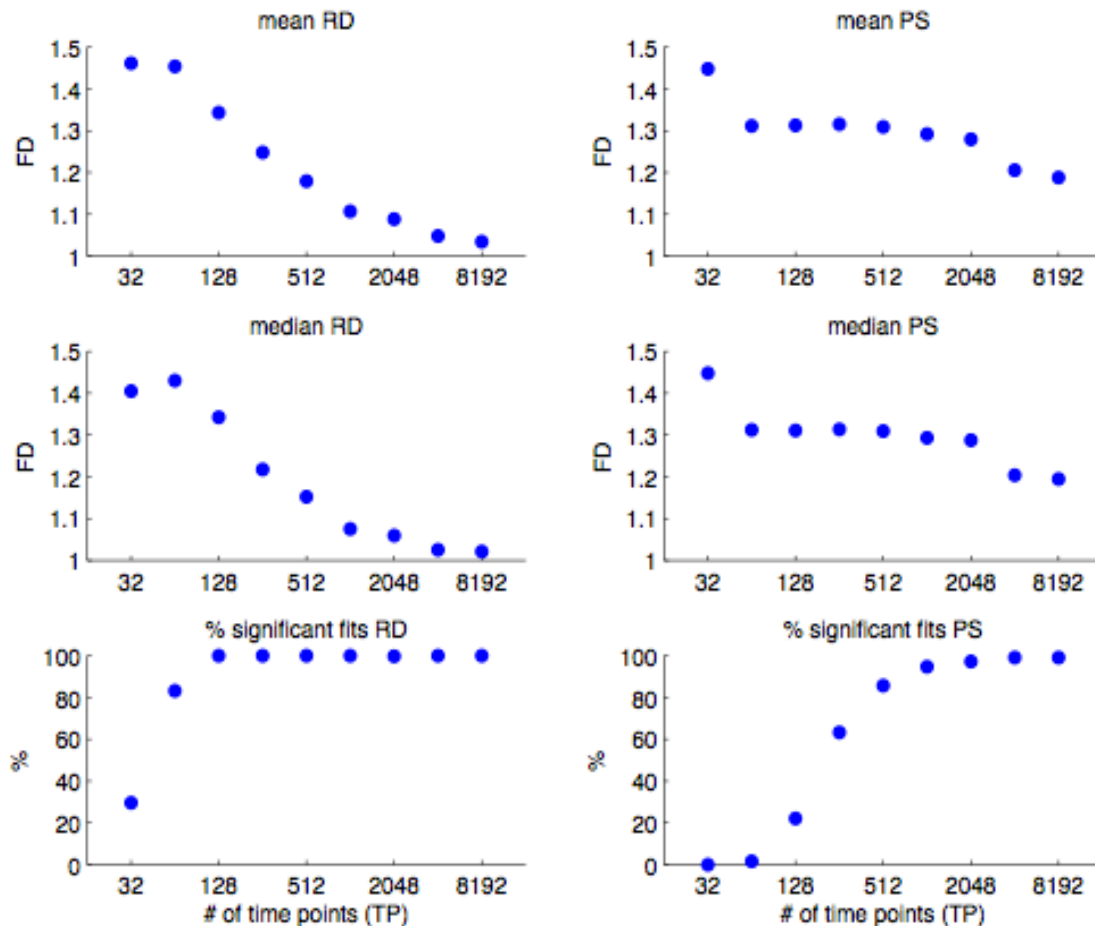 mean RD
1.5
1.4
1.3
1.2
1.1
1
FD
32 128 512 2048 8192
mean PS
1.5
1.4
1.3
1.2
1.1
1
FD
32 128 512 2048 8192
median RD
1.5
1.4
1.3
1.2
1.1
1
FD
32 128 512 2048 8192
median PS
1.5
1.4
1.3
1.2
1.1
1
FD
32 128 512 2048 8192
% significant fits RD
100
80
60
40
20
0
%
32 128 512 2048 8192
# of time points (TP)
% significant fits PS
100
80
60
40
20
0
%
32 128 512 2048 8192
# of time points (TP)